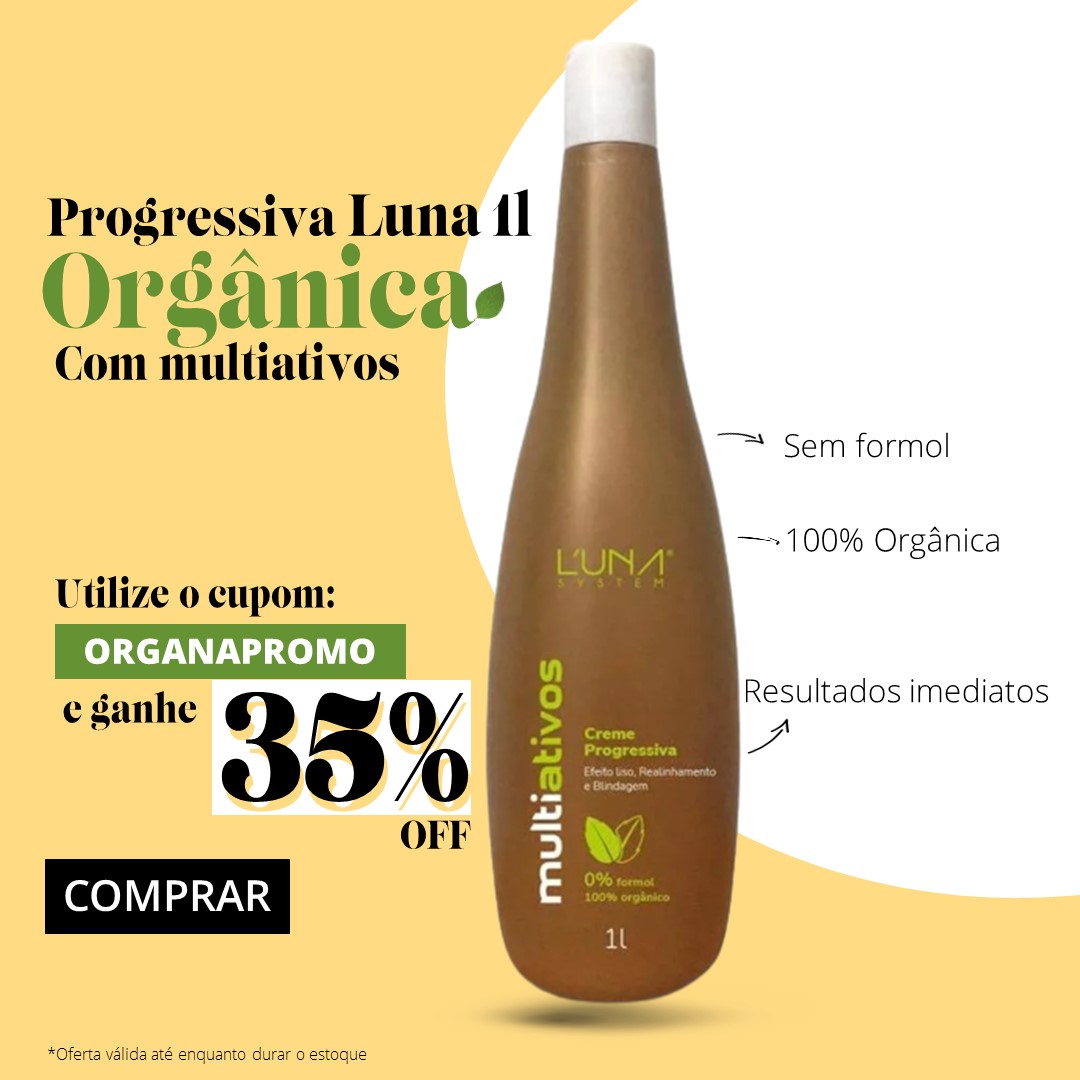 Progressiva Luna 1l
Orgânica
Com multiativos
Sem formol
100% Orgânica
Resultados imediatos
Utilize o cupom:
ORGANAPROMO
e ganhe
35%
OFF
COMPRAR
L'UNA®
SYSTEM
multiativos
Creme
Progressiva
Efeito liso, Realinhamento
e Blindagem
0% formol
100% orgânico
1l
*Oferta válida até enquanto durar o estoque